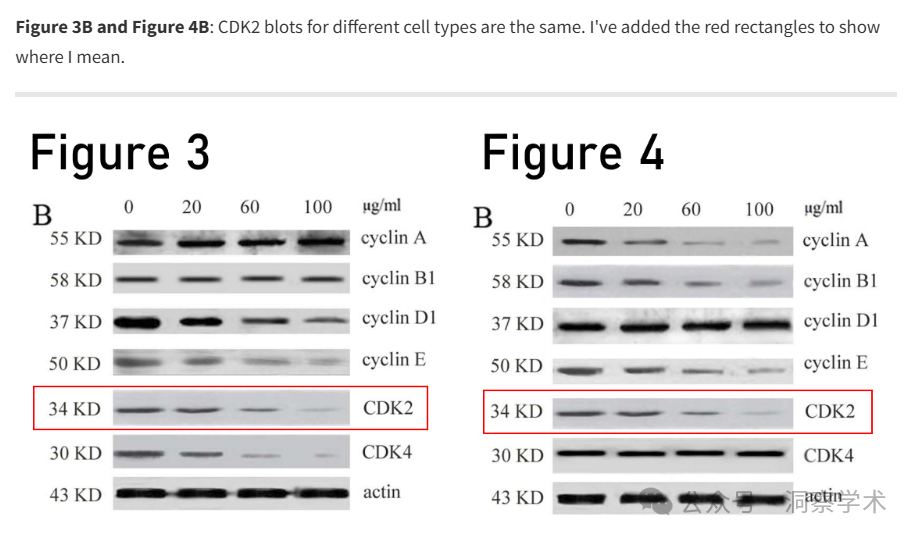 Figure 3B and Figure 4B: CDK2 blots for different cell types are the same. I've added the red rectangles to show
where I mean.
Figure 3
B 0 20 60 100 µg/ml
55 KD cyclin A
58 KD cyclin B1
37 KD cyclin D1
50 KD cyclin E
34 KD CDK2
30 KD CDK4
43 KD actin
Figure 4
B 0 20 60 100 µg/ml
55 KD cyclin A
58 KD cyclin B1
37 KD cyclin D1
50 KD cyclin E
34 KD CDK2
30 KD CDK4
43 KD actin
公众号 洞察学术